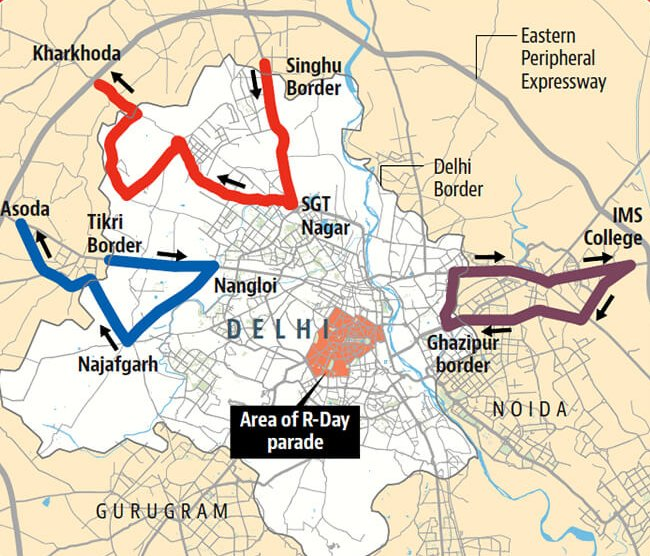 Kharkhoda
Singhu
Border
Eastern
Peripheral
Expressway
Delhi
Border
SGT
Nagar
IMS
College
Asoda
Tikri
Border
Nangloi
DELHI
Ghazipur
border
Najafgarh
NOIDA
Area of R-Day
parade
GURUGRAM